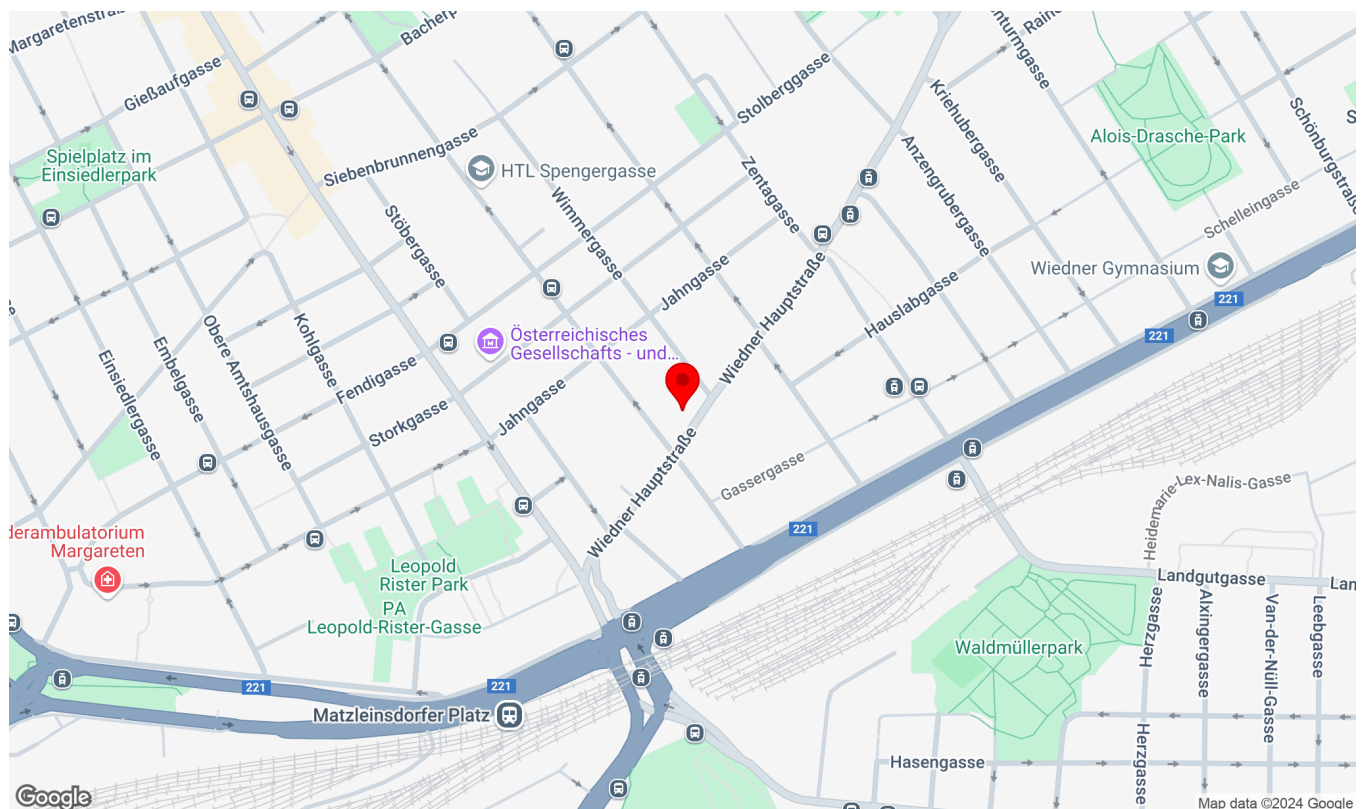 Margaretenstraß
Bacherp
Gießaufgasse
Siebenbrunnengasse
Stolberggasse
Rain
Kriehubergasse
Schönburgstraße
Alois-Drasche-Park
Spielplatz im
Einsiedlerpark
HTL Spengergasse
Zentagasse
Anzengrubergasse
Schelleingasse
Wimmergasse
Stöbergasse
Wiedner Gymnasium
Jahngasse
Wiedner Hauptstraße
Hauslabgasse
221
221
Österreichisches
Gesellschafts - und...
Obere Amtshausgasse
Kohlgasse
Embelgasse
Einsiedlergasse
Fendigasse
Storkgasse
Jahngasse
Gassergasse
Wiedner Hauptstraße
221
Lex-Nalis-Gasse
Heidemarie-
derambulatorium
Margareten
Leopold
Rister Park
PA
Leopold-Rister-Gasse
Landgutgasse
Lan
Herzgasse
Alxingergasse
Van-der-Nüll-Gasse
Leebgasse
Waldmüllerpark
221
221
Matzleinsdorfer Platz
Herzgasse
Hasengasse
Google
Map data ©2024 Google